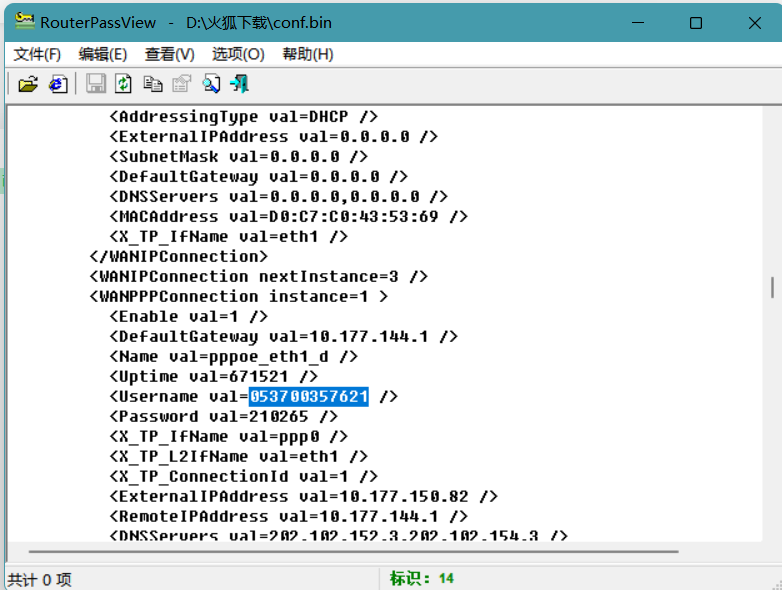 RouterPassView - D:\火狐下载\conf.bin
文件(F) 编辑(E) 查看(V) 选项(O) 帮助(H)
<AddressingType val=DHCP />
<ExternalIPAddress val=0.0.0.0 />
<SubnetMask val=0.0.0.0 />
<DefaultGateway val=0.0.0.0 />
<DNSServers val=0.0.0.0,0.0.0.0 />
<MACAddress val=D0:C7:C0:43:53:69 />
<X_TP_IfName val=eth1 />
</WANIPConnection>
<WANIPConnection nextInstance=3 />
<WANPPPConnection instance=1 >
<Enable val=1 />
<DefaultGateway val=10.177.144.1 />
<Name val=pppoe_eth1_d />
<Uptime val=671521 />
<Username val=053700357621 />
<Password val=210265 />
<X_TP_IfName val=ppp0 />
<X_TP_L2IfName val=eth1 />
<X_TP_ConnectionId val=1 />
<ExternalIPAddress val=10.177.150.82 />
<RemoteIPAddress val=10.177.144.1 />
<DNSServers val=202.102.152.3,202.102.154.3 />
共计 0 项 标识： 14